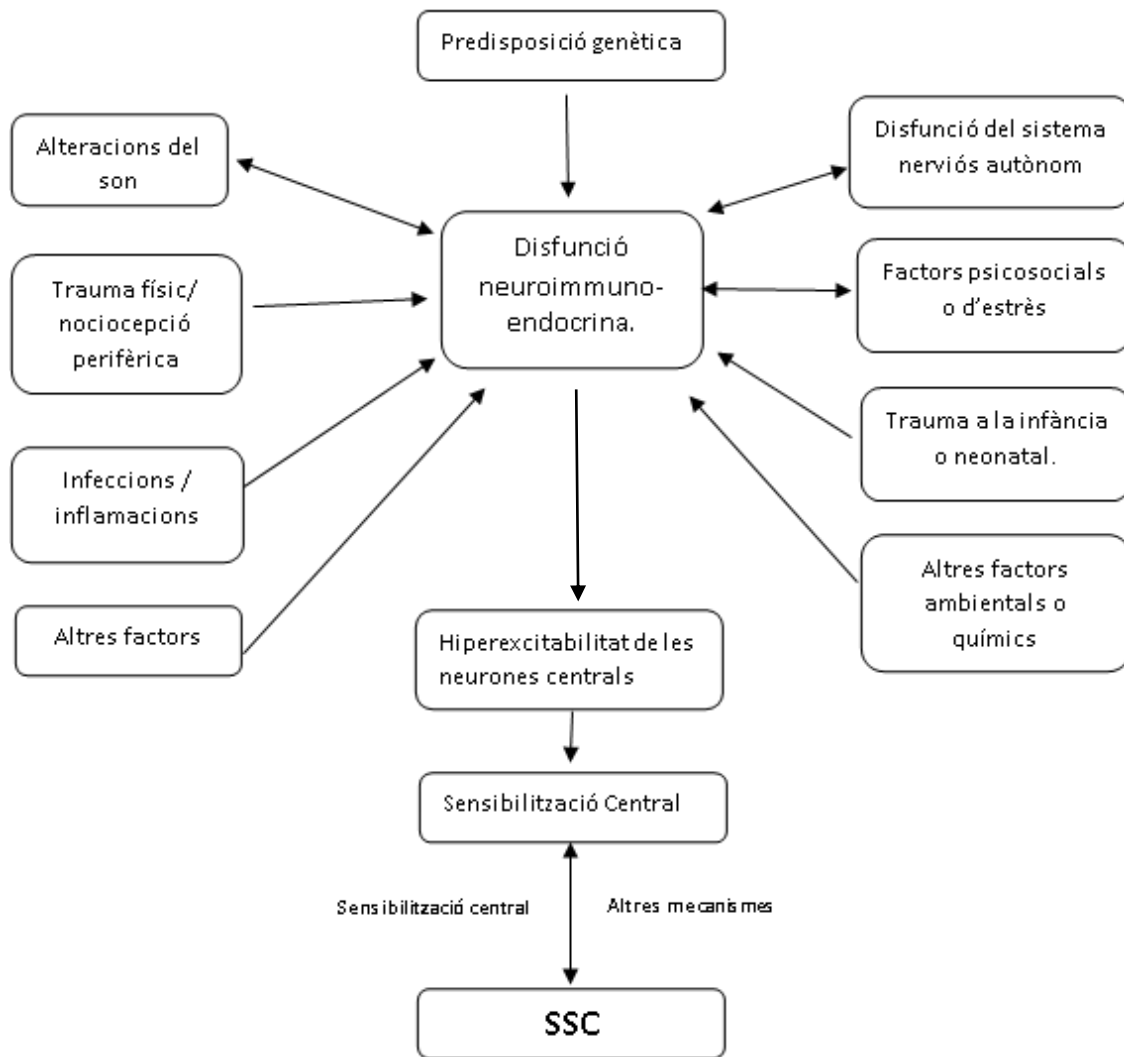 Predisposició genètica
Alteracions del
son
Disfunció del sistema
nerviós autònom
Disfunció
neuroimmuno-
endocrina.
Trauma físic/
nociocepció
perifèrica
Factors psicosocials
o d'estrès
Infeccions /
inflamacions
Trauma a la infància
o neonatal.
Altres factors
Altres factors
ambientals o
químics
Hiperexcitabilitat de les
neurones centrals
Sensibilització Central
Sensibilització central
Altres mecanismes
SSC